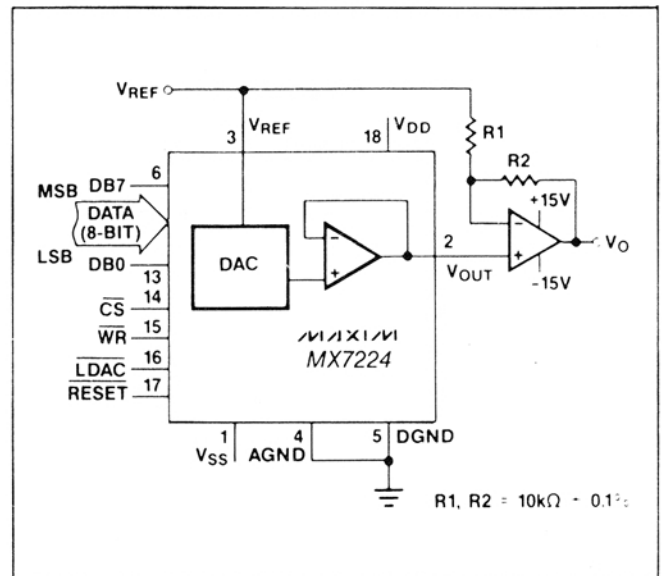 VREF
3 VREF
18 VDD
R1
R2
6
MSB DB7
DATA
(8-BIT)
LSB DB0
13
14
CS
15
WR
16
LDAC
17
RESET
DAC
-
+
2
VOUT
-
+
+15V
-15V
VO
MAXIM
MX7224
1
VSS
4
AGND
5 DGND
R1, R2 = 10kΩ